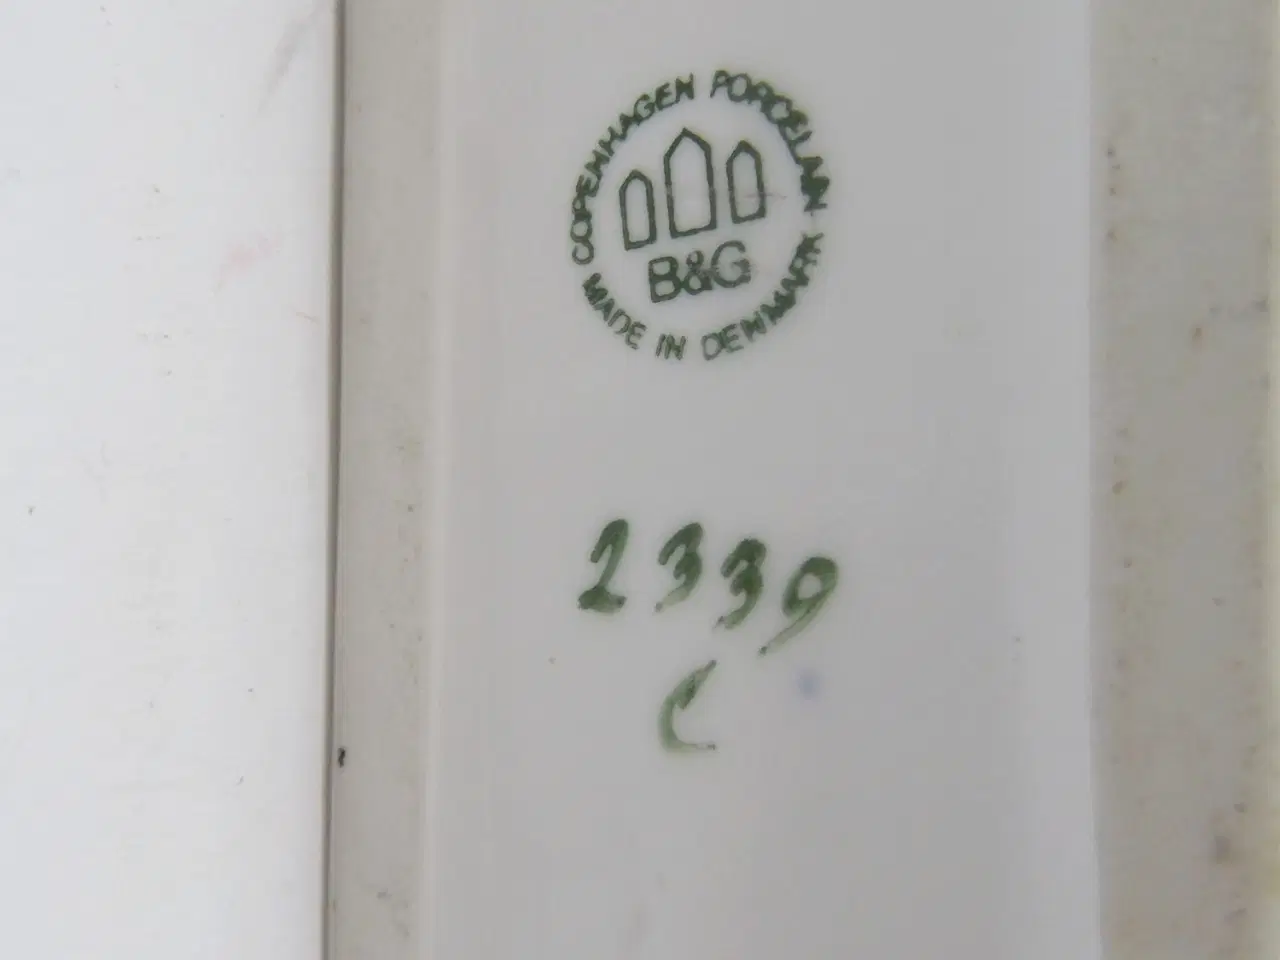 COPENHAGEN PORCELAIN
B&G
MADE IN DENMARK
2339
C